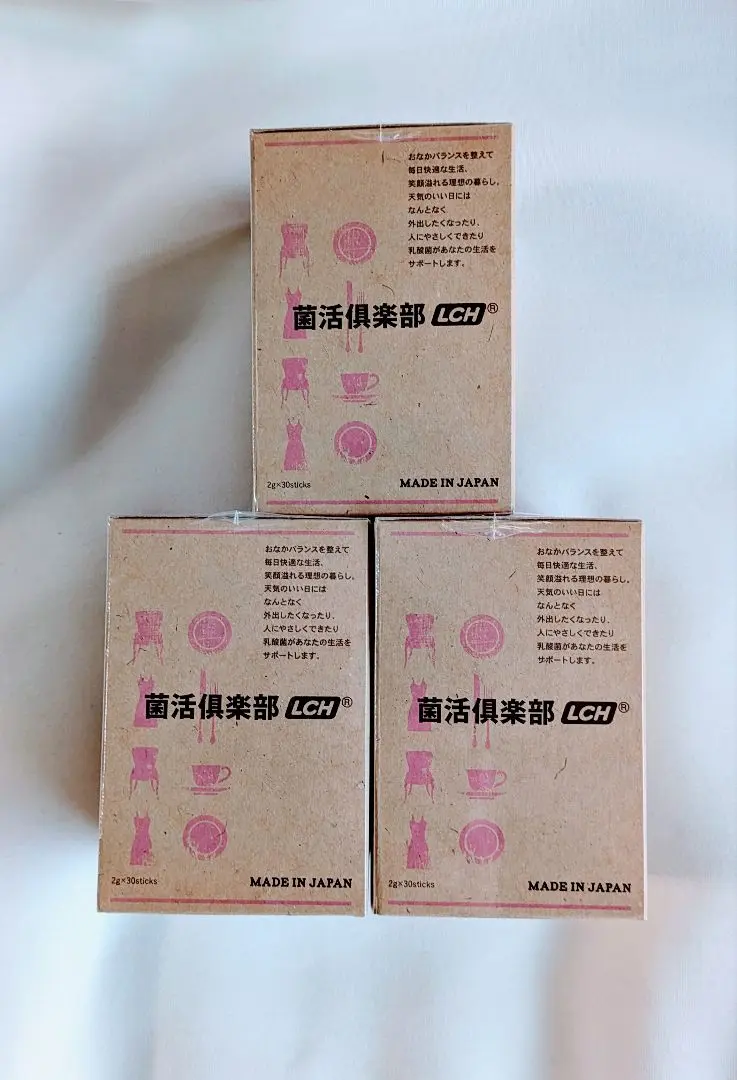 おなかバランスを整えて
毎日快適な生活、
笑顔溢れる理想の暮らし。
天気のいい日には
なんとなく
外出したくなったり、
人にやさしくできたり
乳酸菌があなたの生活を
サポートします。
菌活倶楽部 LCH®
2g×30sticks
MADE IN JAPAN
おなかバランスを整えて
毎日快適な生活、
笑顔溢れる理想の暮らし。
天気のいい日には
なんとなく
外出したくなったり、
人にやさしくできたり
乳酸菌があなたの生活を
サポートします。
菌活倶楽部 LCH®
2g×30sticks
MADE IN JAPAN
おなかバランスを整えて
毎日快適な生活、
笑顔溢れる理想の暮らし。
天気のいい日には
なんとなく
外出したくなったり、
人にやさしくできたり
乳酸菌があなたの生活を
サポートします。
菌活倶楽部 LCH®
2g×30sticks
MADE IN JAPAN